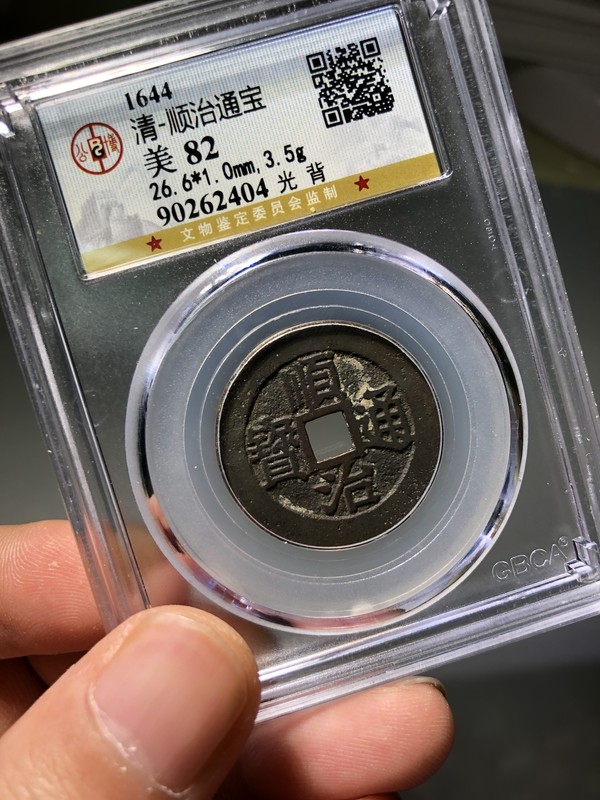 1644
清-顺治通宝
美 82
26.6*1.0mm,3.5g
90262404 光 背
文物鉴定委员会监制
順治通寶
GBCA